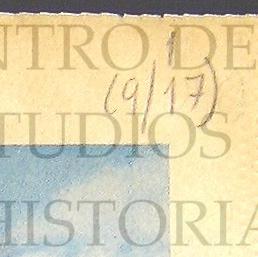 NTRO DE
(9/17)
TUDIOS
HISTORIA